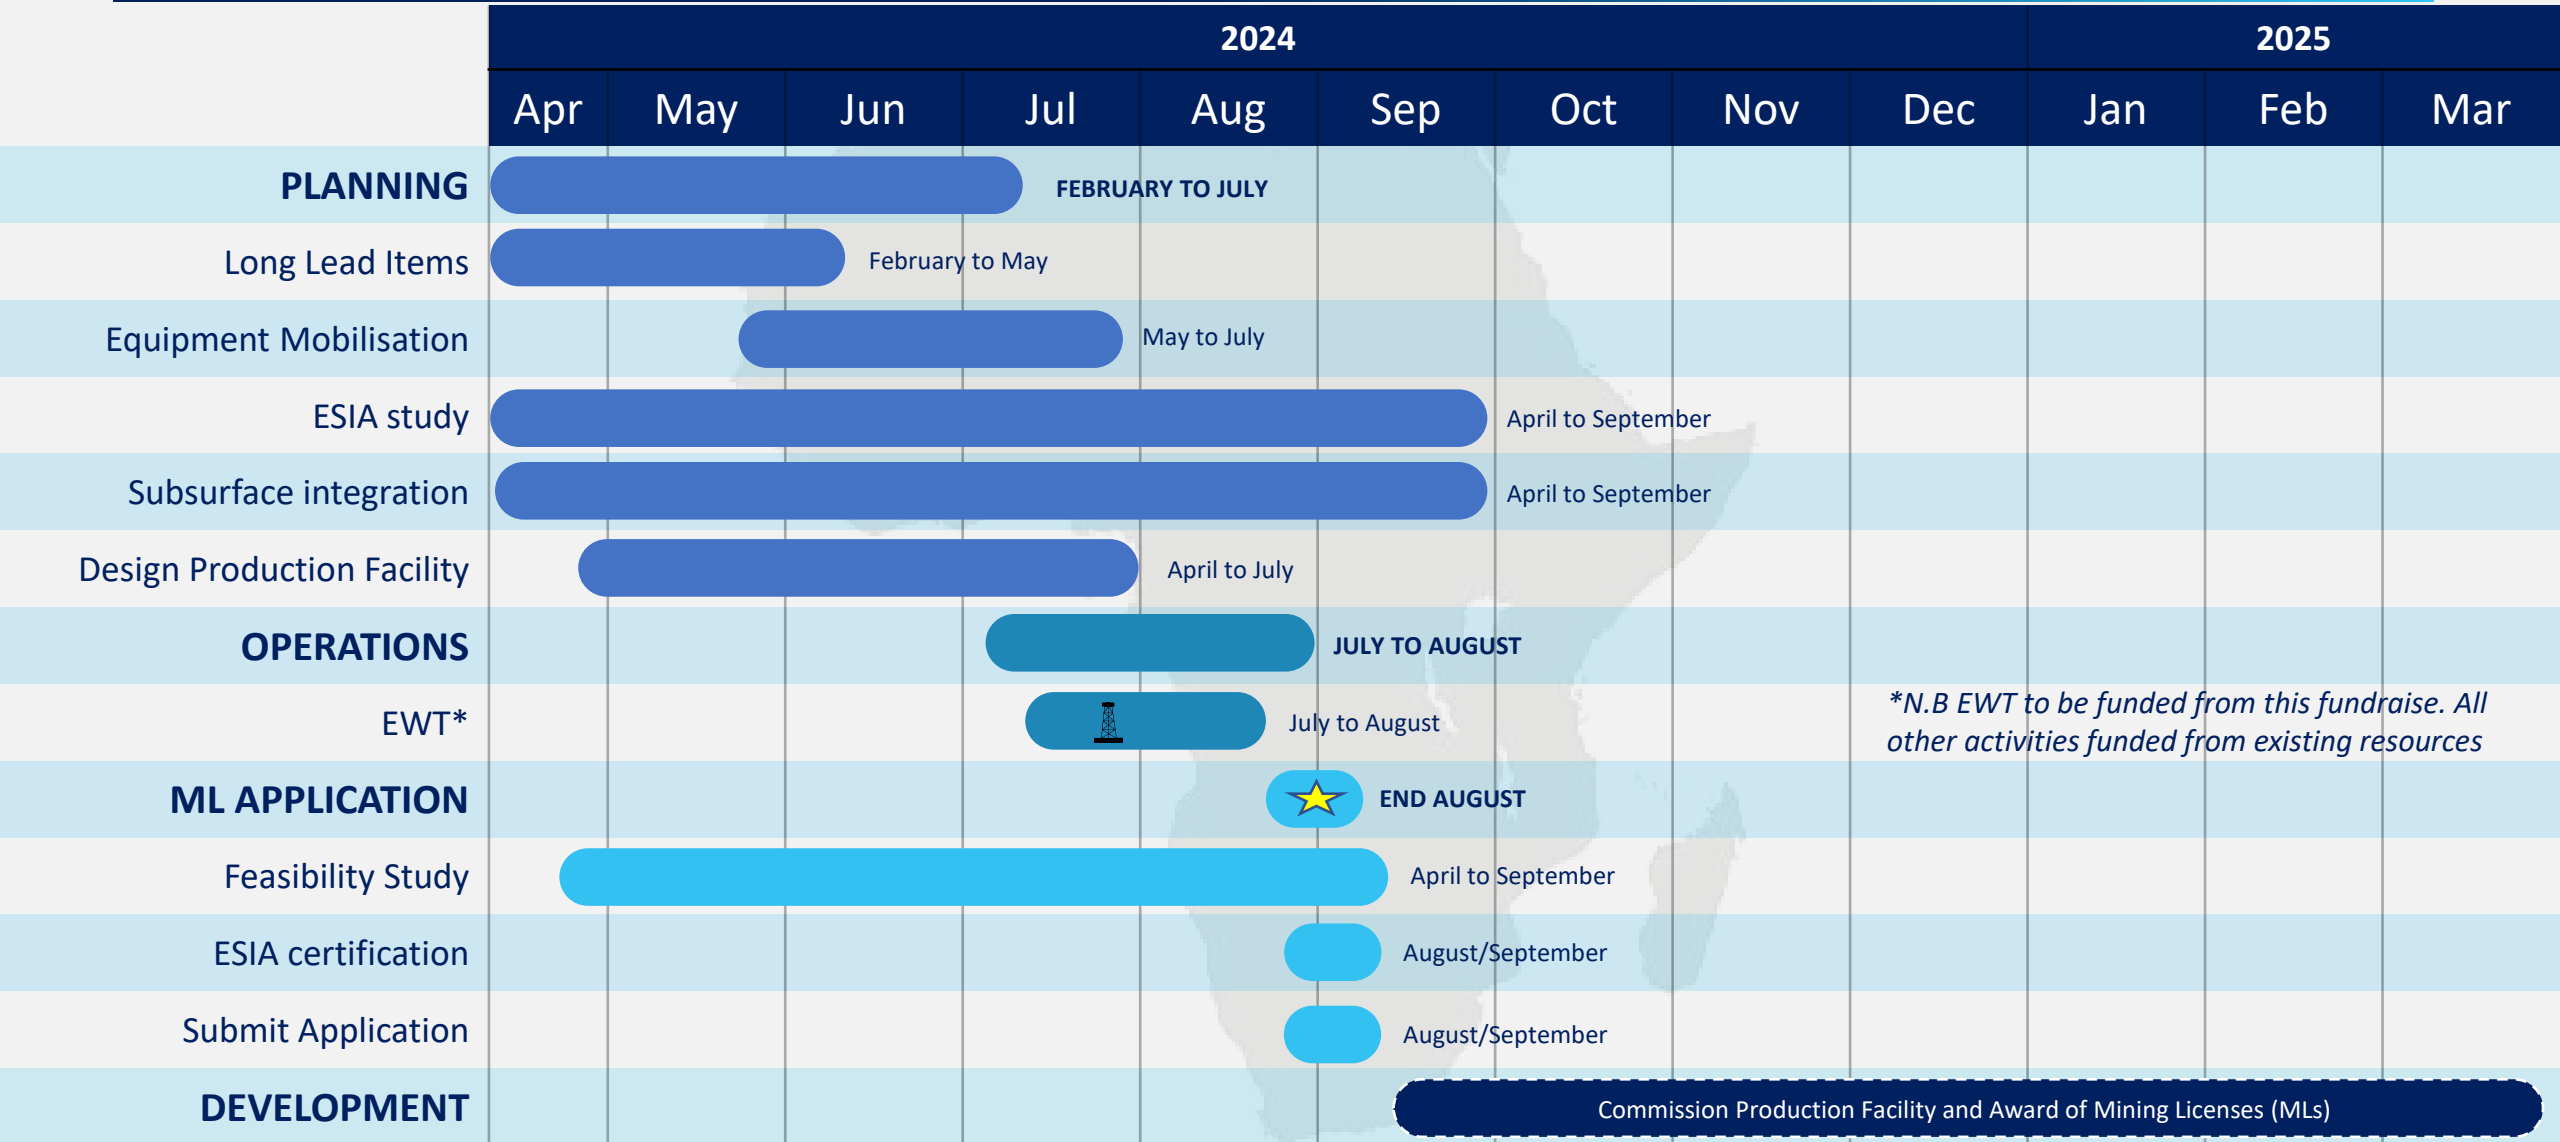 2024 2025
Apr May Jun Jul Aug Sep Oct Nov Dec Jan Feb Mar
PLANNING FEBRUARY TO JULY
Long Lead Items February to May
Equipment Mobilisation May to July
ESIA study April to September
Subsurface integration April to September
Design Production Facility April to July
OPERATIONS JULY TO AUGUST
EWT* July to August
*N.B EWT to be funded from this fundraise. All
other activities funded from existing resources
ML APPLICATION END AUGUST
Feasibility Study April to September
ESIA certification August/September
Submit Application August/September
DEVELOPMENT Commission Production Facility and Award of Mining Licenses (MLs)